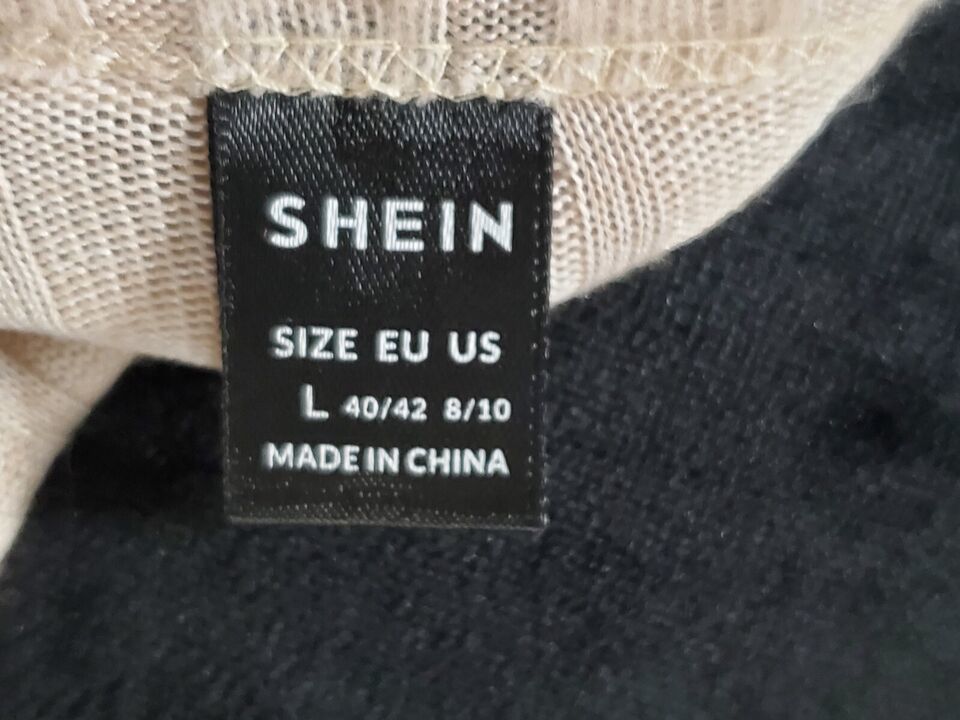 SHEIN
SIZE EU US
L 40/42 8/10
MADE IN CHINA